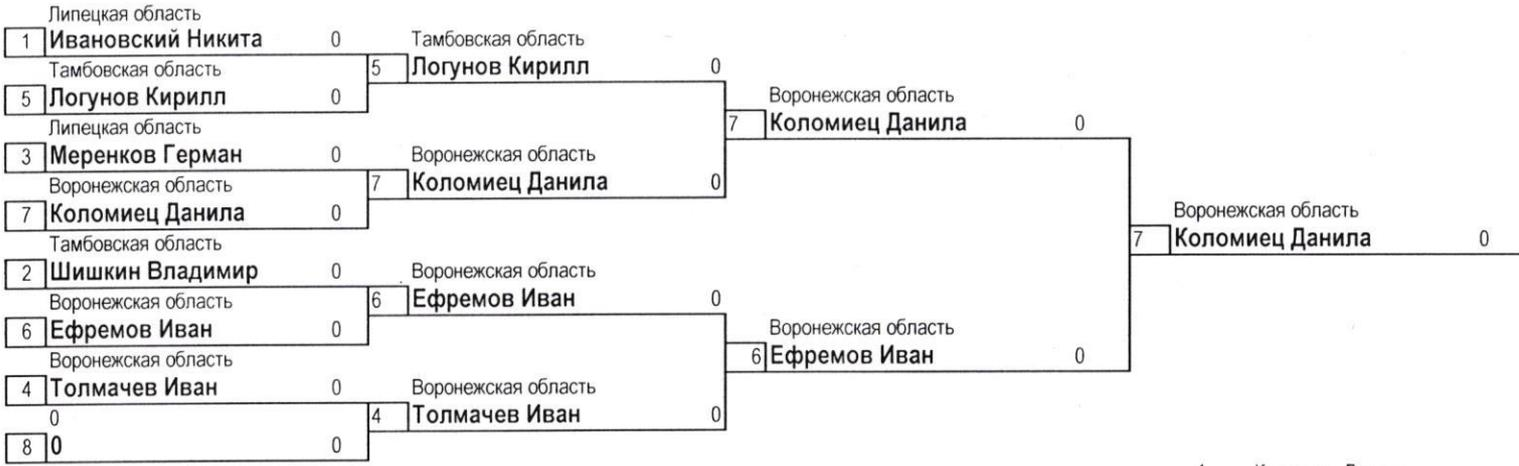 Липецкая область
1 Ивановский Никита 0
Тамбовская область
5 Логунов Кирилл 0
Липецкая область
3 Меренков Герман 0
Воронежская область
7 Коломиец Данила 0
Тамбовская область
2 Шишкин Владимир 0
Воронежская область
6 Ефремов Иван 0
Воронежская область
4 Толмачев Иван 0
0
8 0 0
Тамбовская область
5 Логунов Кирилл 0
Воронежская область
7 Коломиец Данила 0
Воронежская область
6 Ефремов Иван 0
Воронежская область
4 Толмачев Иван 0
Воронежская область
7 Коломиец Данила 0
Воронежская область
6 Ефремов Иван 0
Воронежская область
7 Коломиец Данила 0